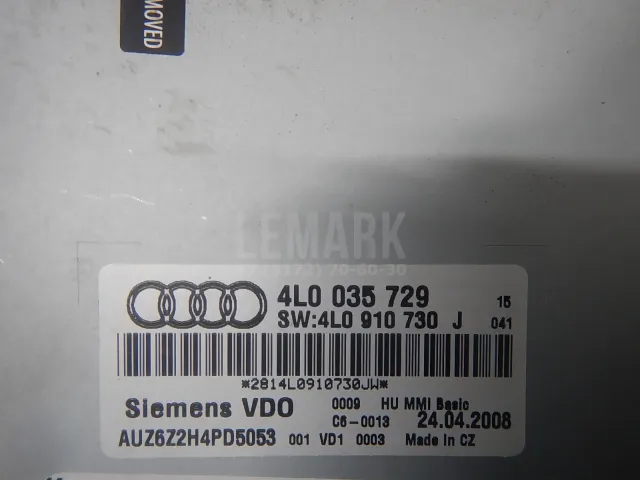 MOVED
LEMARK
4L0 035 729 15
SW:4L0 910 730 J 041
*2814L0910730JW*
Siemens VDO 0009 HU MMI Basic
C6-0013 24.04.2008
AUZ6Z2H4PD5053 001 VD1 0003 Made in CZ